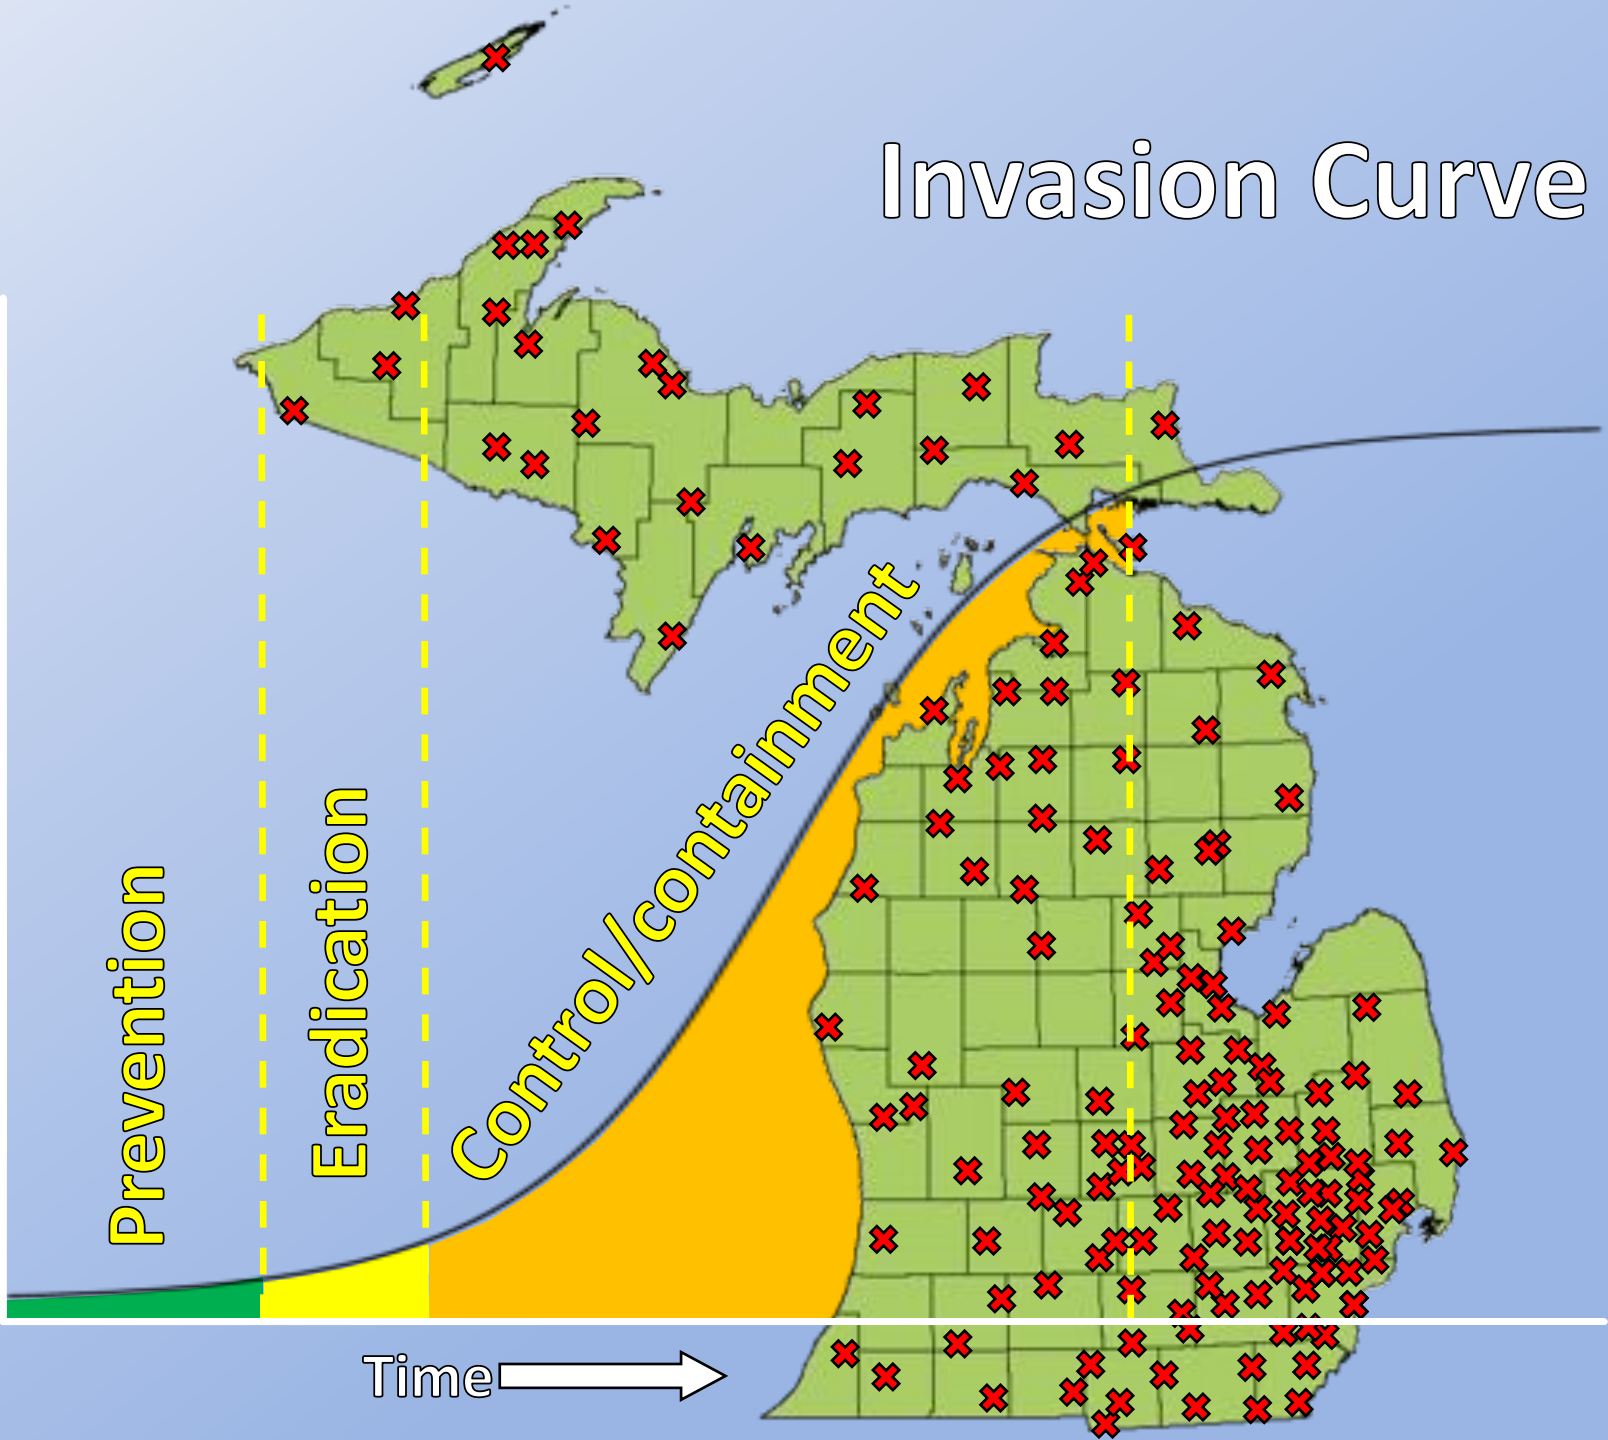 Invasion Curve
Prevention
Eradication
Control/containment
Time